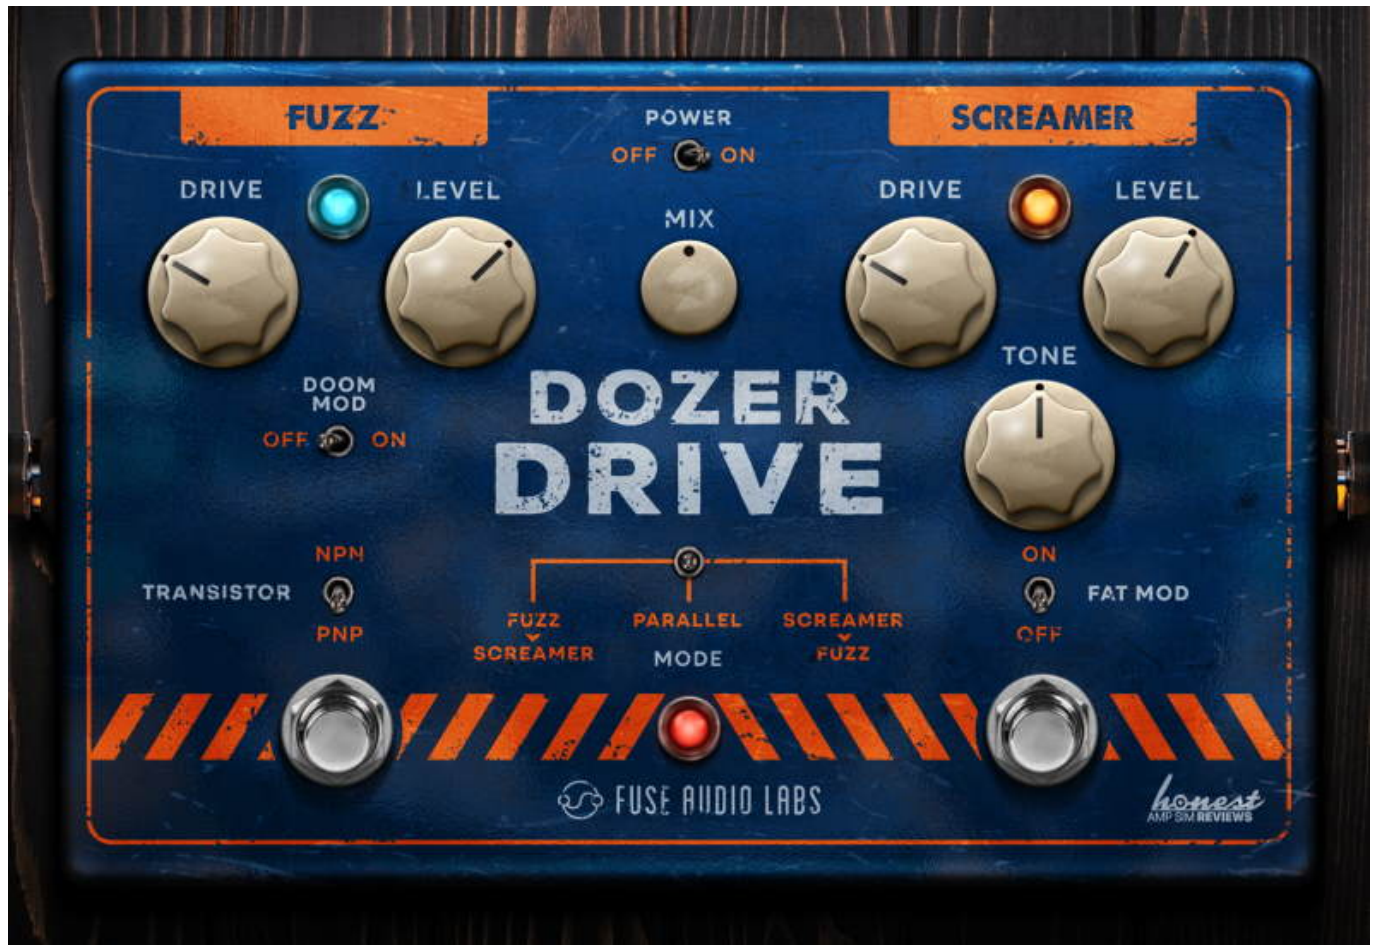 FUZZ
POWER
SCREAMER
OFF ON
DRIVE LEVEL
MIX
DRIVE LEVEL
TONE
DOOM
MOD
OFF ON
DOZER
DRIVE
NPN
TRANSISTOR
PNP
ON
FAT MOD
OFF
FUZZ
SCREAMER
PARALLEL
SCREAMER
FUZZ
MODE
FUSE AUDIO LABS
honest
AMP SIM REVIEWS